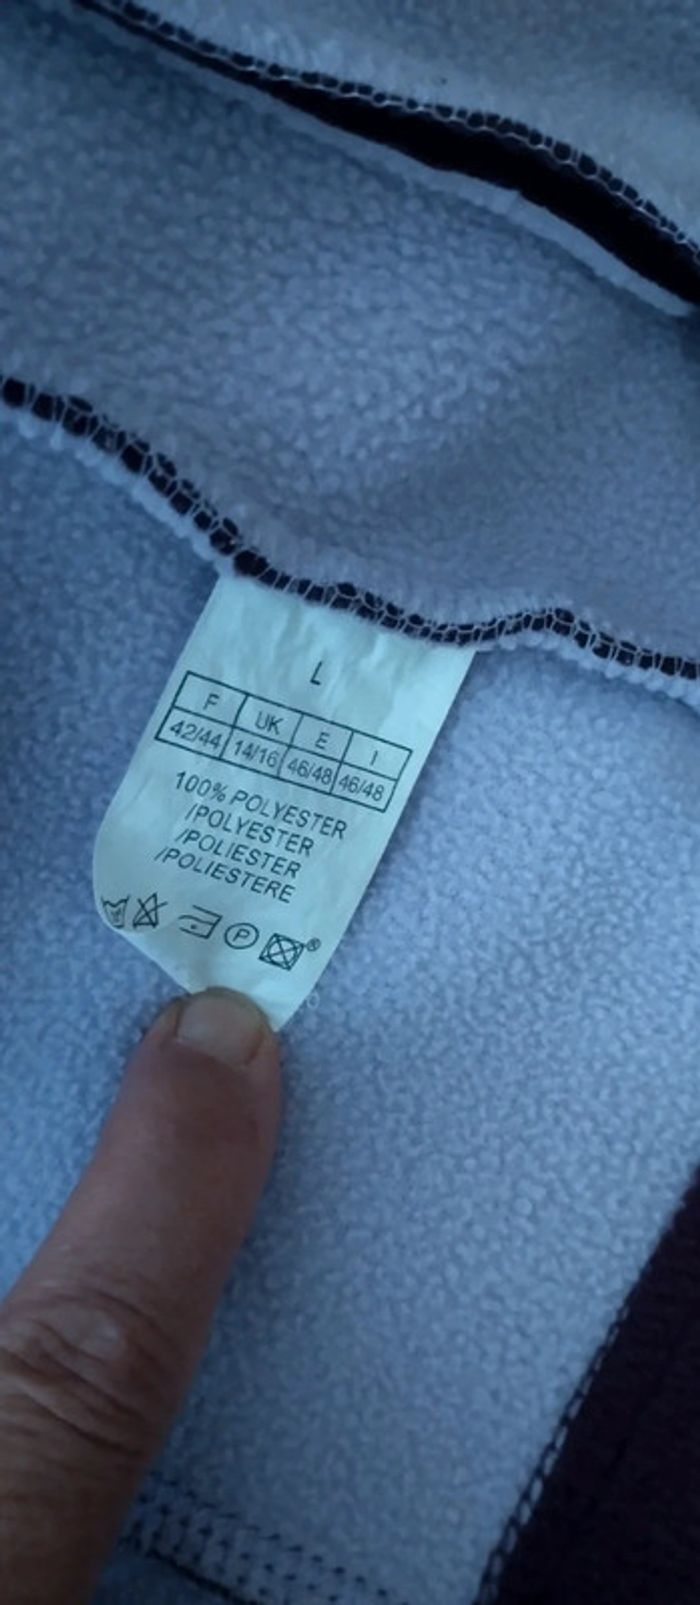 L
F UK E I
42/44 14/16 46/48 46/48
100% POLYESTER
/POLYESTER
/POLIESTER
/POLIESTERE
P ®